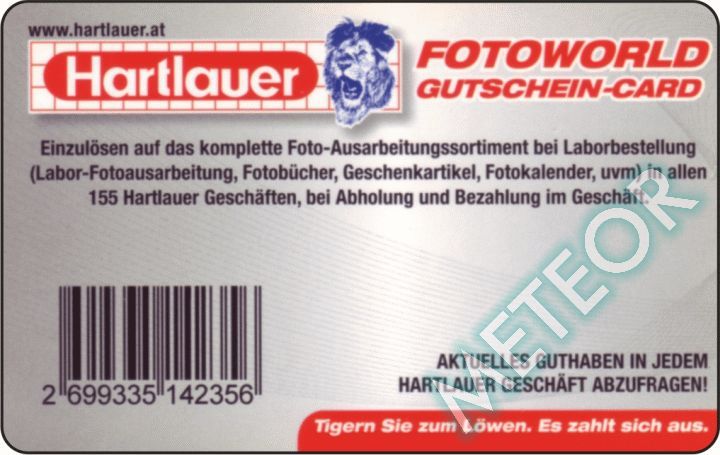 www.hartlauer.at
Hartlauer
FOTOWORLD
GUTSCHEIN-CARD
Einzulösen auf das komplette Foto-Ausarbeitungssortiment bei Laborbestellung
(Labor-Fotoausarbeitung, Fotobücher, Geschenkartikel, Fotokalender, uvm) in allen
155 Hartlauer Geschäften, bei Abholung und Bezahlung im Geschäft.
METEOR
2 699335 142356
AKTUELLES GUTHABEN IN JEDEM
HARTLAUER GESCHÄFT ABZUFRAGEN!
Tigern Sie zum Löwen. Es zahlt sich aus.